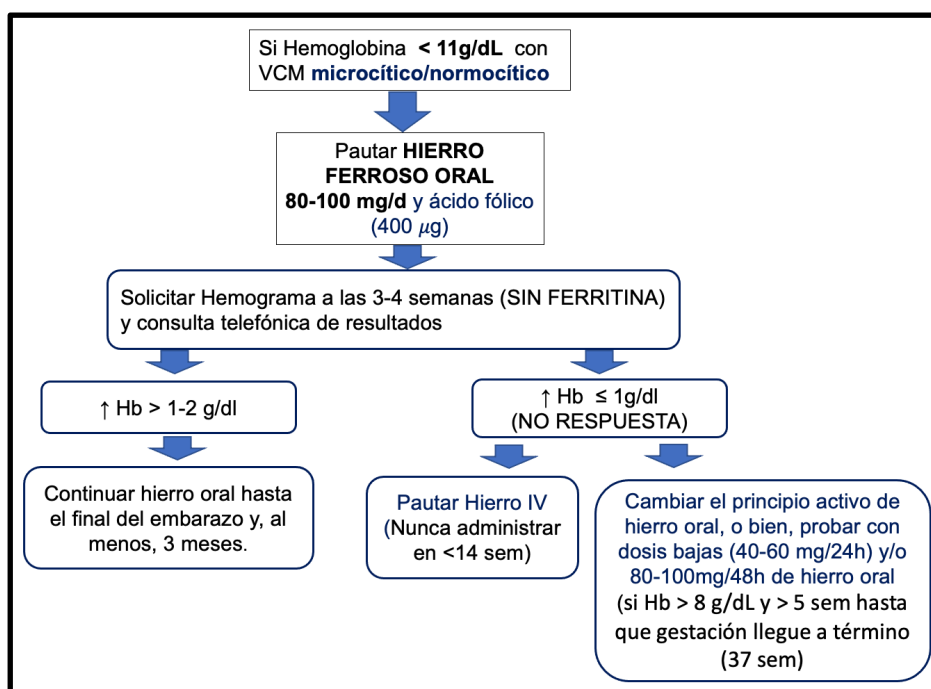 Si Hemoglobina < 11g/dL con
VCM microcítico/normocítico
Pautar HIERRO
FERROSO ORAL
80-100 mg/d y ácido fólico
(400 μg)
Solicitar Hemograma a las 3-4 semanas (SIN FERRITINA)
y consulta telefónica de resultados
↑ Hb > 1-2 g/dl
↑ Hb ≤ 1g/dl
(NO RESPUESTA)
Continuar hierro oral hasta
el final del embarazo y, al
menos, 3 meses.
Pautar Hierro IV
(Nunca administrar
en <14 sem)
Cambiar el principio activo de
hierro oral, o bien, probar con
dosis bajas (40-60 mg/24h) y/o
80-100mg/48h de hierro oral
(si Hb > 8 g/dL y > 5 sem hasta
que gestación llegue a término
(37 sem)